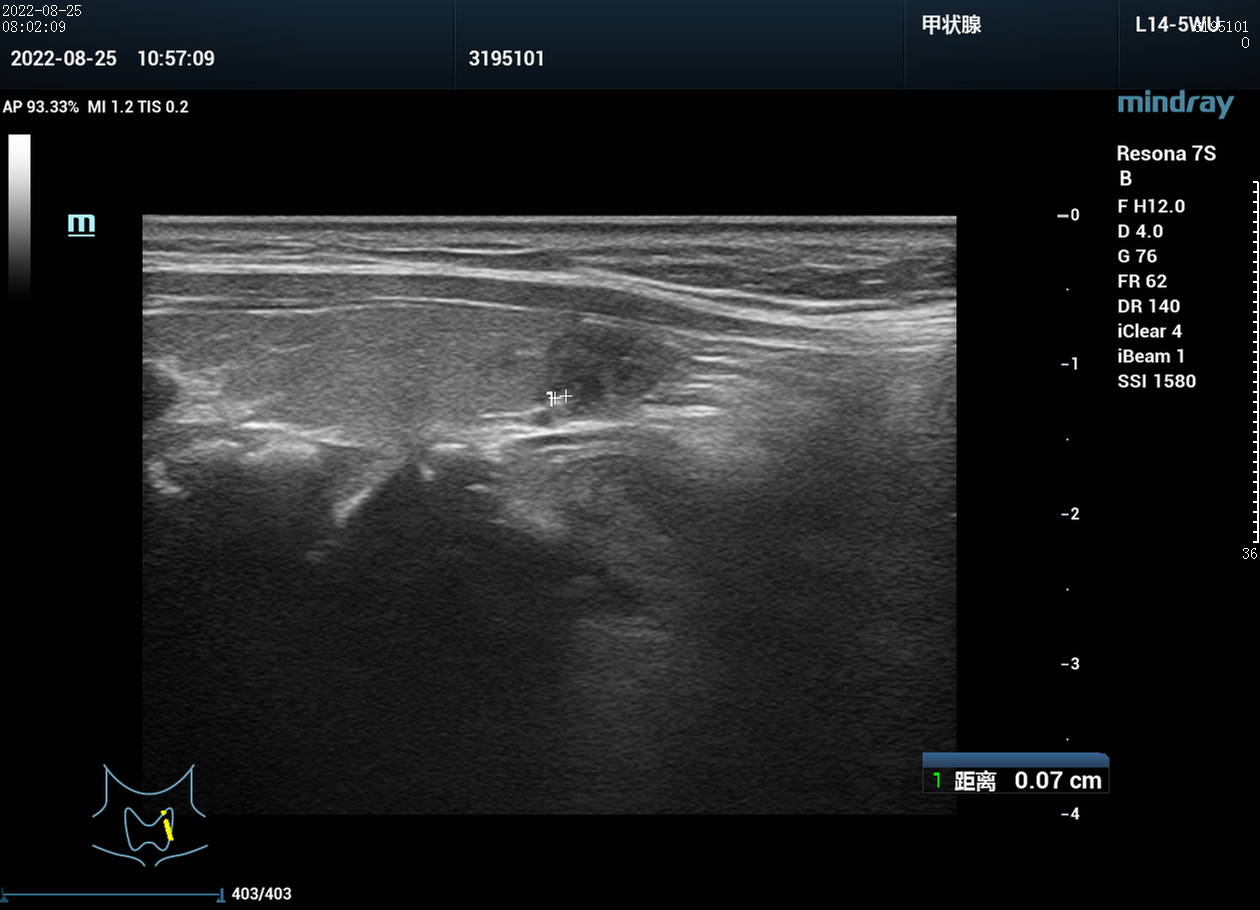 2022-08-25
08:02:09
2022-08-25 10:57:09
3195101
甲状腺
L14-5WU
3195101
0
AP 93.33% MI 1.2 TIS 0.2
mindray
m
Resona 7S
B
F H12.0
D 4.0
G 76
FR 62
DR 140
iClear 4
iBeam 1
SSI 1580
0
-1
-2
-3
-4
36
1
1 距离 0.07 cm
403/403